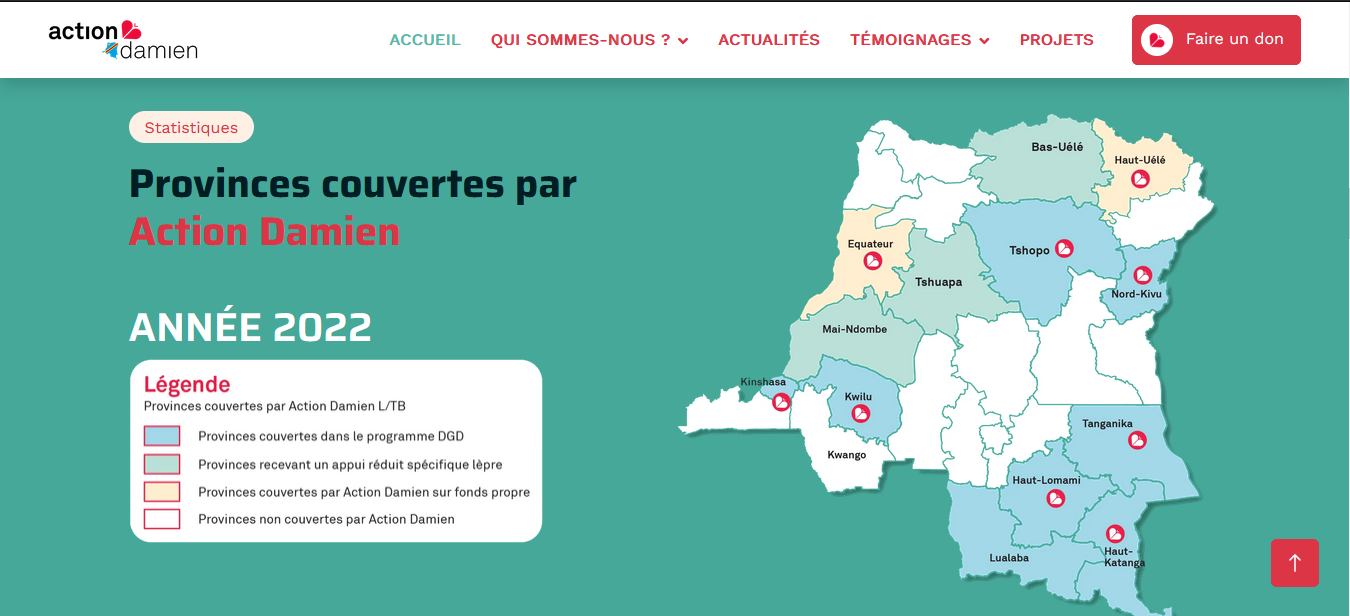 action
damien
ACCUEIL
QUI SOMMES-NOUS ?
ACTUALITÉS
TÉMOIGNAGES
PROJETS
Faire un don
Statistiques
Provinces couvertes par
Action Damien
ANNÉE 2022
Légende
Provinces couvertes par Action Damien L/TB
Provinces couvertes dans le programme DGD
Provinces recevant un appui réduit spécifique lèpre
Provinces couvertes par Action Damien sur fonds propre
Provinces non couvertes par Action Damien
Bas-Uélé
Haut-Uélé
Equateur
Tshopo
Tshuapa
Nord-Kivu
Mai-Ndombe
Kinshasa
Kwilu
Tanganika
Kwango
Haut-Lomami
Lualaba
Haut-
Katanga